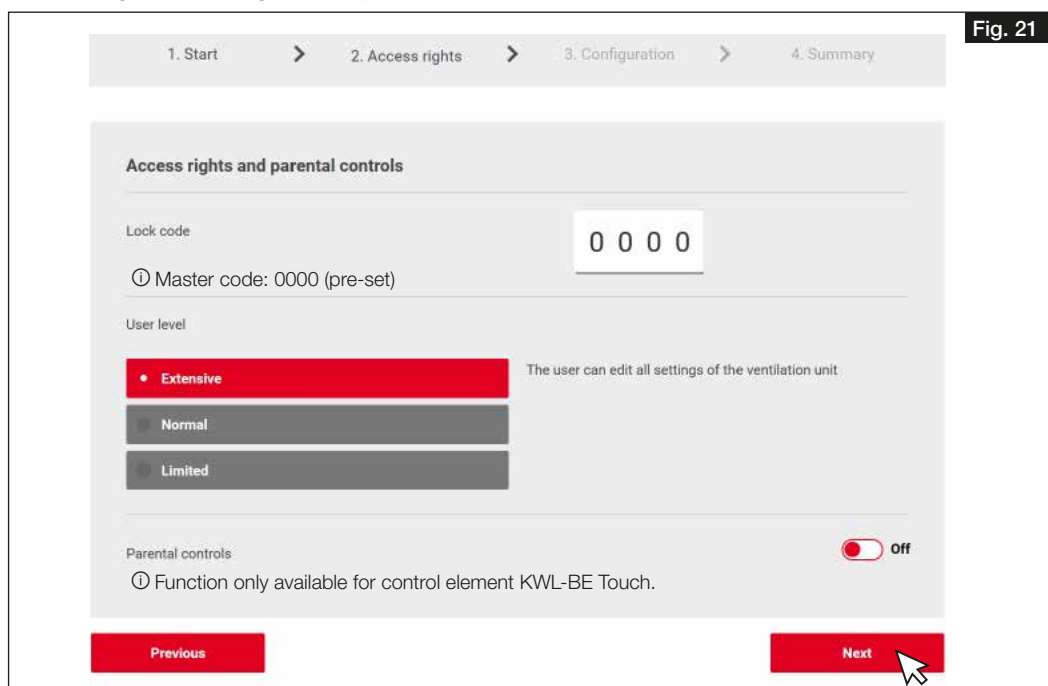 Fig. 21
1. Start > 2. Access rights > 3. Configuration > 4. Summary
Access rights and parental controls
Lock code
0 0 0 0
ⓘ Master code: 0000 (pre-set)
User level
Extensive
The user can edit all settings of the ventilation unit
Normal
Limited
Parental controls
Off
ⓘ Function only available for control element KWL-BE Touch.
Previous
Next